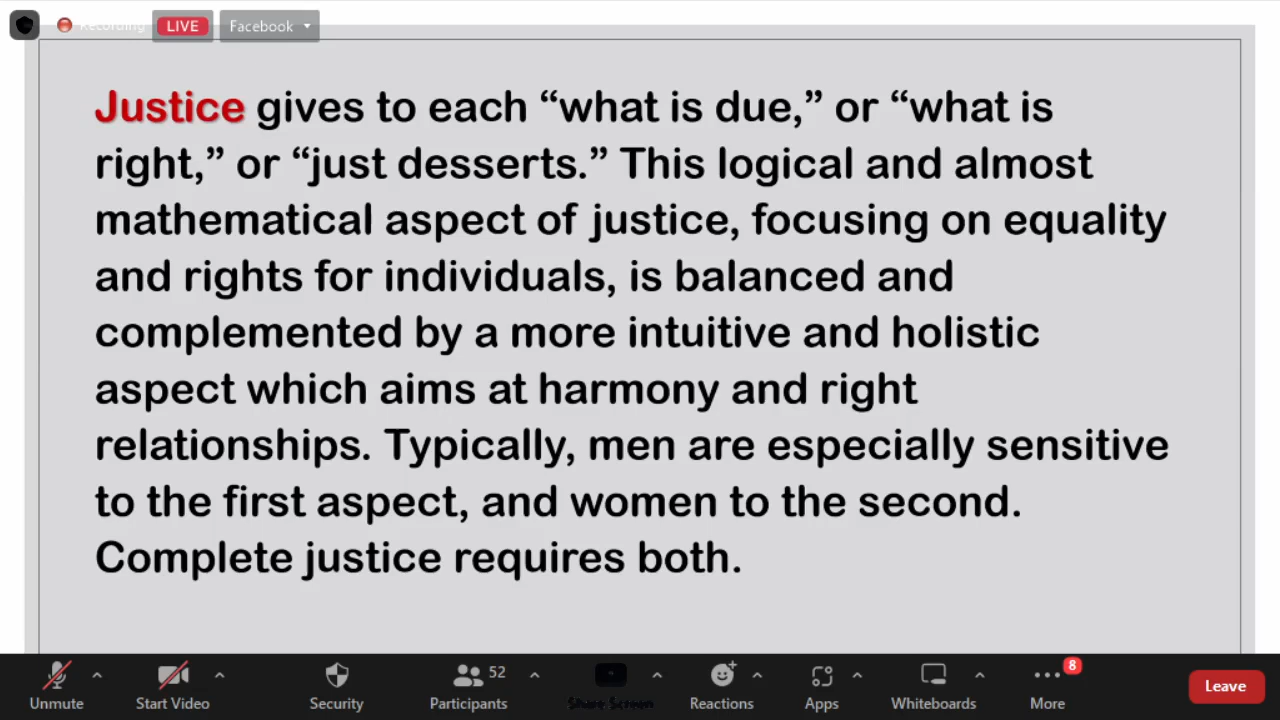 Recording LIVE Facebook
Justice gives to each “what is due,” or “what is
right,” or “just desserts.” This logical and almost
mathematical aspect of justice, focusing on equality
and rights for individuals, is balanced and
complemented by a more intuitive and holistic
aspect which aims at harmony and right
relationships. Typically, men are especially sensitive
to the first aspect, and women to the second.
Complete justice requires both.
52 8
Unmute Start Video Security Participants Share Screen Reactions Apps Whiteboards More Leave